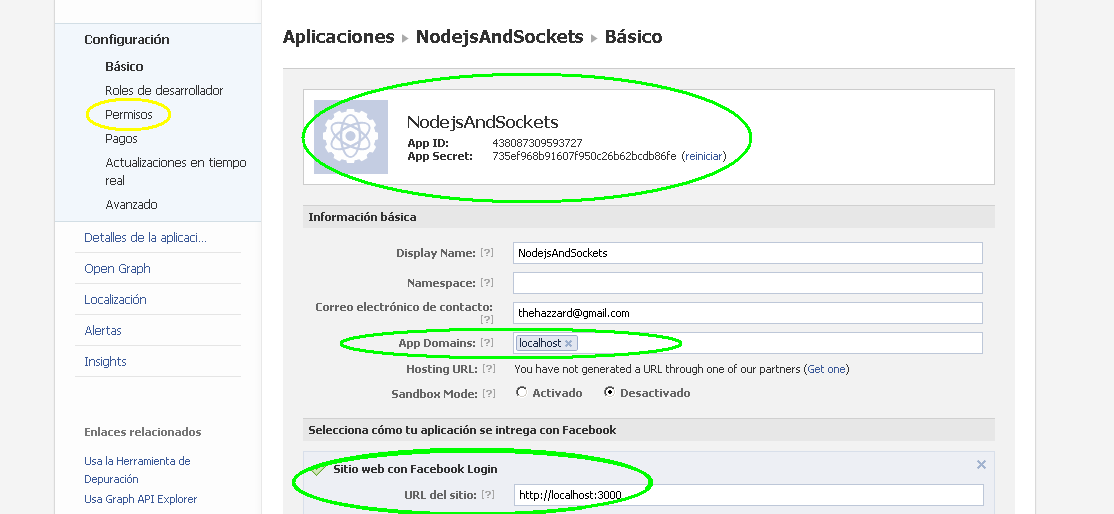 Configuración
Básico
Roles de desarrollador
Permisos
Pagos
Actualizaciones en tiempo
real
Avanzado
Detalles de la aplicaci...
Open Graph
Localización
Alertas
Insights
Enlaces relacionados
Usa la Herramienta de
Depuración
Usa Graph API Explorer
Aplicaciones ▸ NodejsAndSockets ▸ Básico
NodejsAndSockets
App ID: 438087309593727
App Secret: 735ef968b91607f950c26b62bcdb86fe (reiniciar)
Información básica
Display Name: [?] NodejsAndSockets
Namespace: [?]
Correo electrónico de contacto: thehazzard@gmail.com
[?]
App Domains: [?] localhost ×
Hosting URL: [?] You have not generated a URL through one of our partners (Get one)
Sandbox Mode: [?] Activado Desactivado
Selecciona cómo tu aplicación se intrega con Facebook
Sitio web con Facebook Login ×
URL del sitio: [?] http://localhost:3000